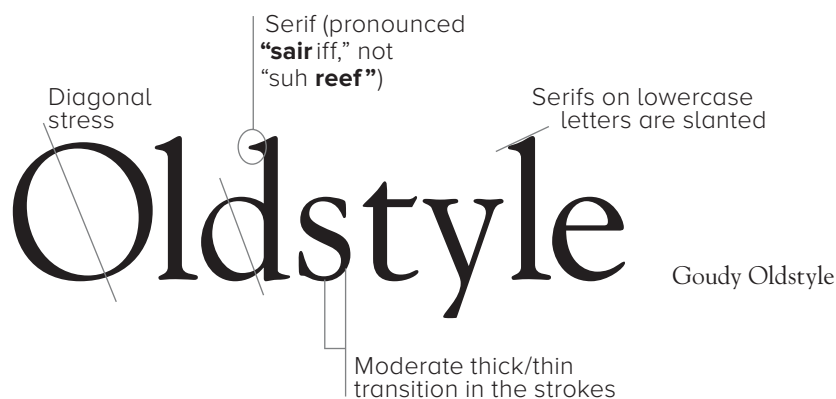 Serif (pronounced
“sair iff,” not
“suh reef”)
Diagonal
stress
Serifs on lowercase
letters are slanted
Oldstyle
Goudy Oldstyle
Moderate thick/thin
transition in the strokes